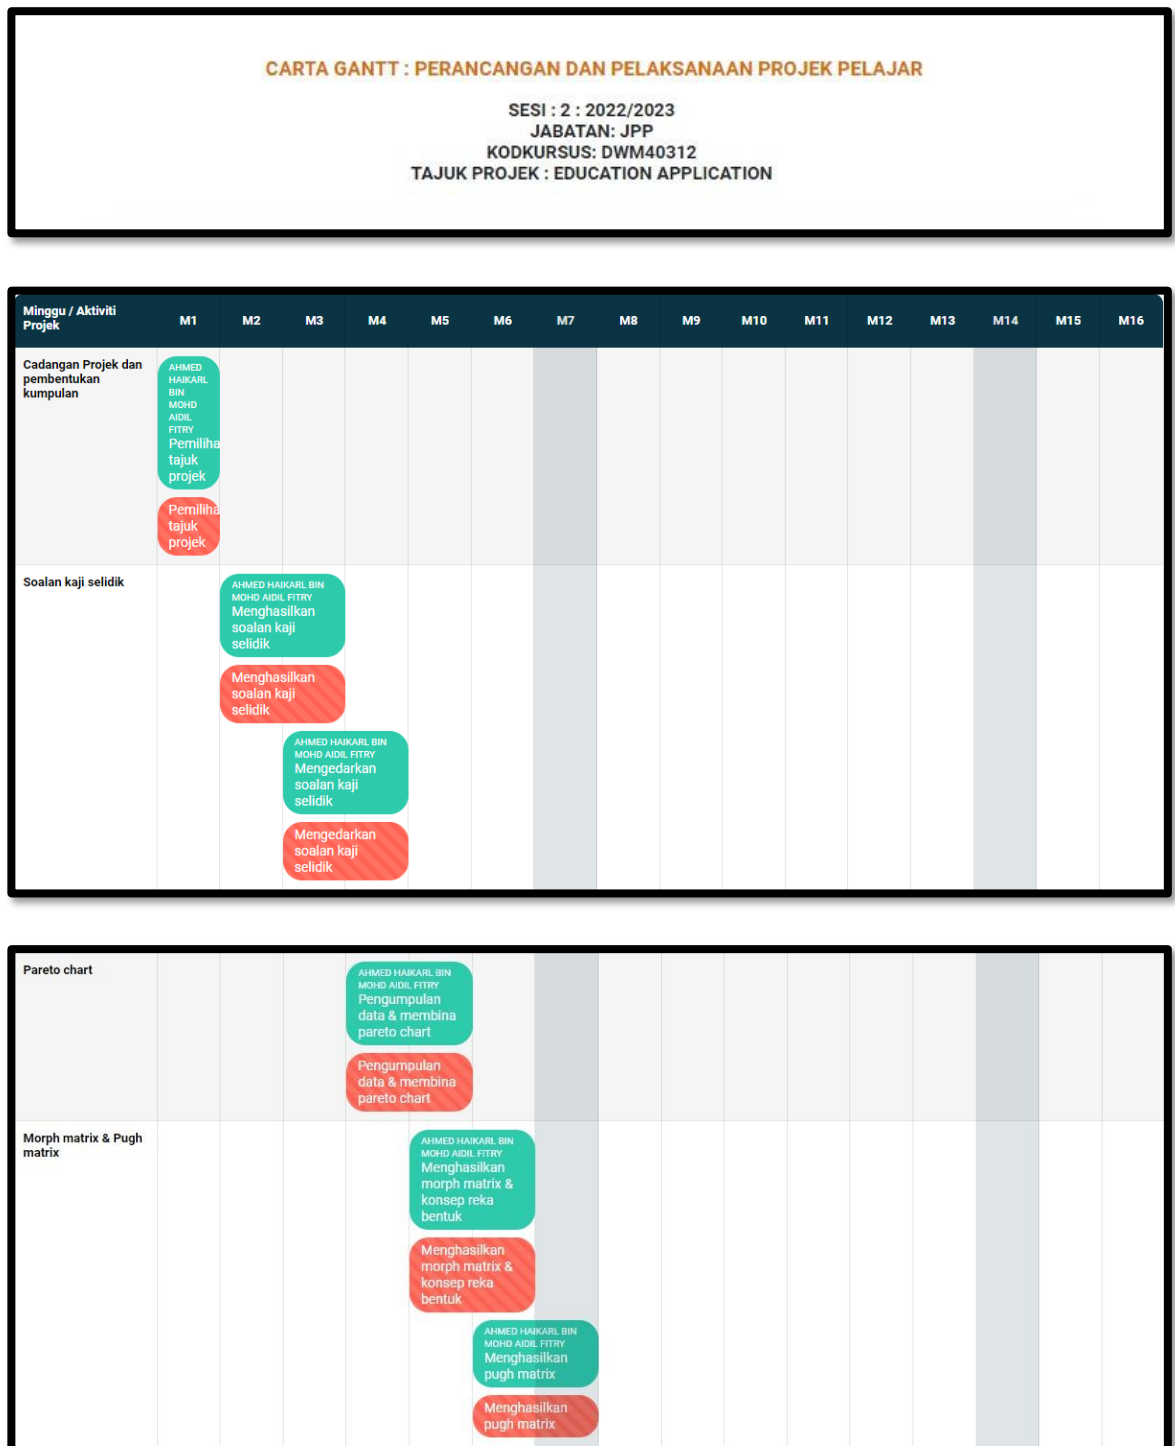 CARTA GANTT : PERANCANGAN DAN PELAKSANAAN PROJEK PELAJAR
SESI : 2 : 2022/2023
JABATAN: JPP
KODKURSUS: DWM40312
TAJUK PROJEK : EDUCATION APPLICATION
Minggu / Aktiviti
Projek
M1 M2 M3 M4 M5 M6 M7 M8 M9 M10 M11 M12 M13 M14 M15 M16
Cadangan Projek dan
pembentukan
kumpulan
AHMED
HAIKARL
BIN
MOHD
AIDIL
FITRY
Pemiliha
tajuk
projek
Pemiliha
tajuk
projek
Soalan kaji selidik
AHMED HAIKARL BIN
MOHD AIDIL FITRY
Menghasilkan
soalan kaji
selidik
Menghasilkan
soalan kaji
selidik
AHMED HAIKARL BIN
MOHD AIDIL FITRY
Mengedarkan
soalan kaji
selidik
Mengedarkan
soalan kaji
selidik
Pareto chart
AHMED HAIKARL BIN
MOHD AIDIL FITRY
Pengumpulan
data & membina
pareto chart
Pengumpulan
data & membina
pareto chart
Morph matrix & Pugh
matrix
AHMED HAIKARL BIN
MOHD AIDIL FITRY
Menghasilkan
morph matrix &
konsep reka
bentuk
Menghasilkan
morph matrix &
konsep reka
bentuk
AHMED HAIKARL BIN
MOHD AIDIL FITRY
Menghasilkan
pugh matrix
Menghasilkan
pugh matrix